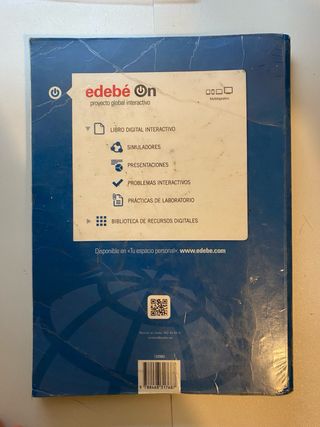 edebé On
proyecto global interactivo
Multidispositivo
LIBRO DIGITAL INTERACTIVO
SIMULADORES
PRESENTACIONES
PROBLEMAS INTERACTIVOS
PRÁCTICAS DE LABORATORIO
BIBLIOTECA DE RECURSOS DIGITALES
Disponible en «Tu espacio personal»: www.edebe.com